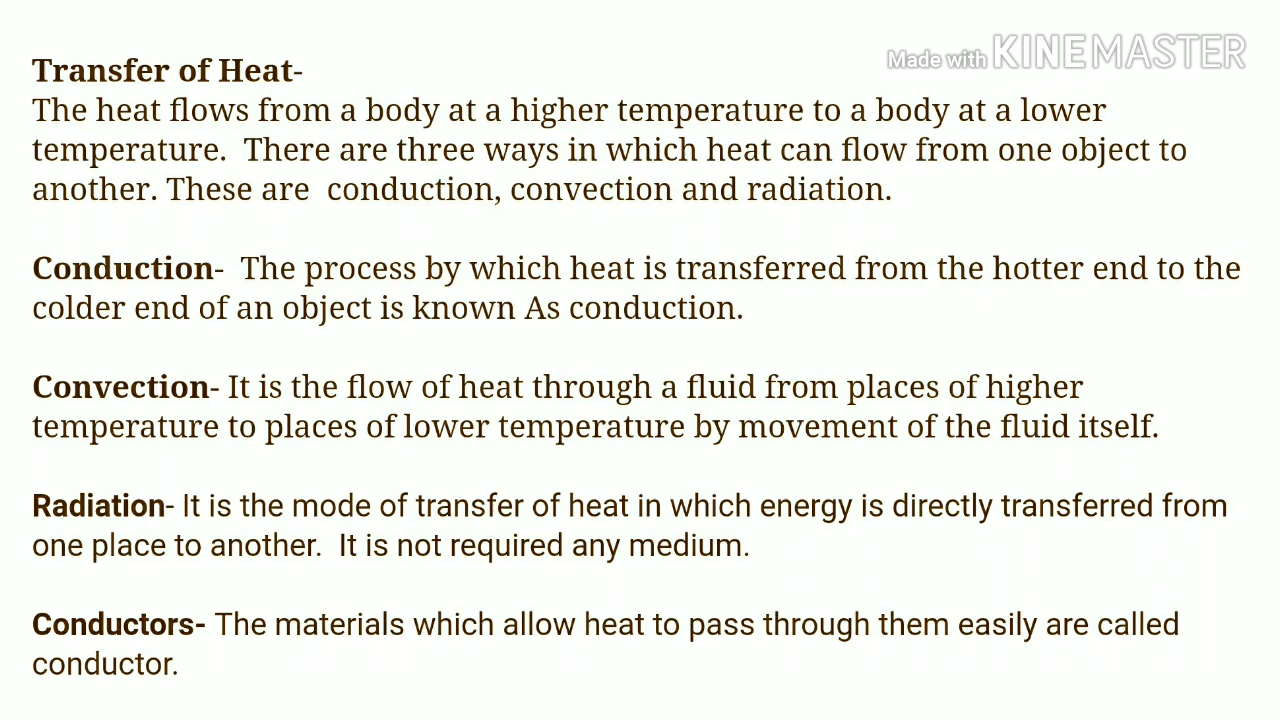 Made with KINEMASTER
Transfer of Heat-
The heat flows from a body at a higher temperature to a body at a lower
temperature.  There are three ways in which heat can flow from one object to
another. These are  conduction, convection and radiation.
Conduction-  The process by which heat is transferred from the hotter end to the
colder end of an object is known As conduction.
Convection- It is the flow of heat through a fluid from places of higher
temperature to places of lower temperature by movement of the fluid itself.
Radiation- It is the mode of transfer of heat in which energy is directly transferred from
one place to another.  It is not required any medium.
Conductors- The materials which allow heat to pass through them easily are called
conductor.